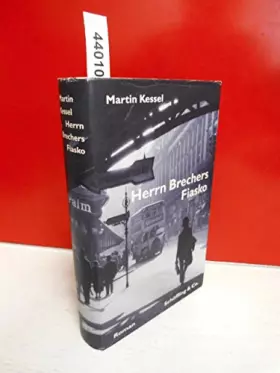 44010
Martin
Kessel
Herrn
Brechers
Fiasko
Martin Kessel
Herrn Brechers
Fiasko
Roman
Schöffling & Co.